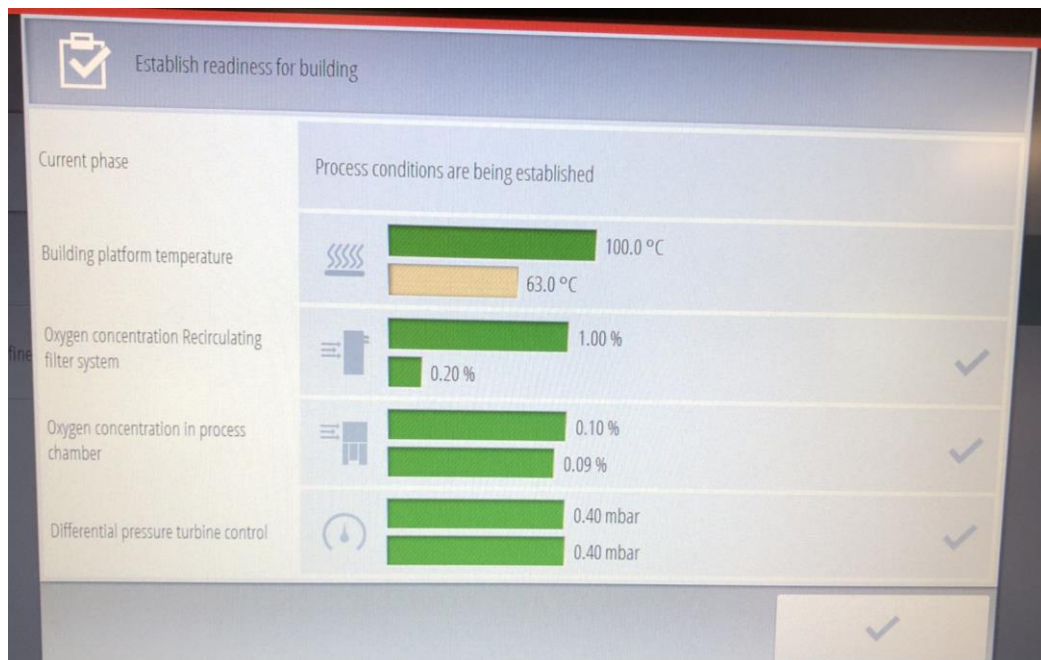 Establish readiness for building
Current phase
Process conditions are being established
Building platform temperature
100.0 °C
63.0 °C
Oxygen concentration Recirculating
filter system
1.00 %
0.20 %
Oxygen concentration in process
chamber
0.10 %
0.09 %
Differential pressure turbine control
0.40 mbar
0.40 mbar